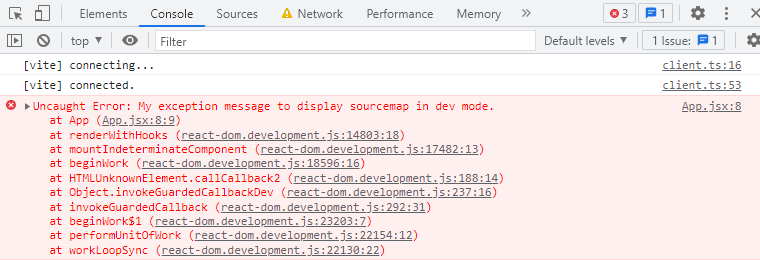 Elements Console Sources Network Performance Memory » 3 1
top ▼ Filter Default levels ▼ 1 Issue: 1
[vite] connecting... client.ts:16
[vite] connected. client.ts:53
Uncaught Error: My exception message to display sourcemap in dev mode. App.jsx:8
at App (App.jsx:8:9)
at renderWithHooks (react-dom.development.js:14803:18)
at mountIndeterminateComponent (react-dom.development.js:17482:13)
at beginWork (react-dom.development.js:18596:16)
at HTMLUnknownElement.callCallback2 (react-dom.development.js:188:14)
at Object.invokeGuardedCallbackDev (react-dom.development.js:237:16)
at invokeGuardedCallback (react-dom.development.js:292:31)
at beginWork$1 (react-dom.development.js:23203:7)
at performUnitOfWork (react-dom.development.js:22154:12)
at workLoopSync (react-dom.development.js:22130:22)